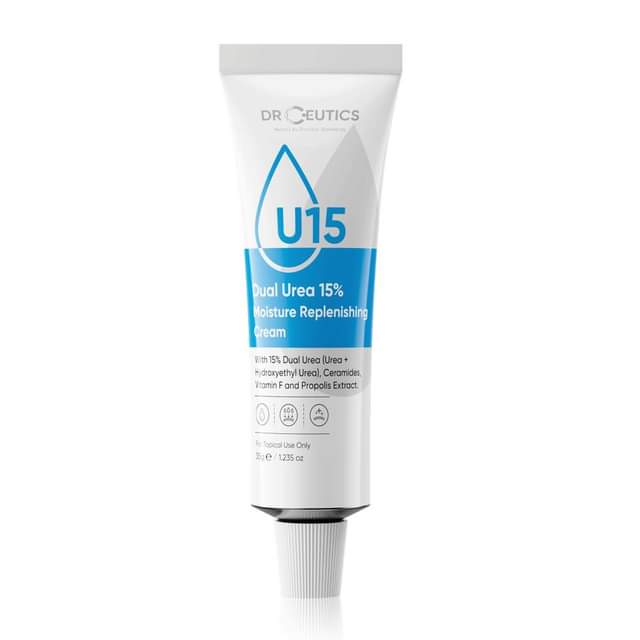 DR CEUTICS
U15
Dual Urea 15%
Moisture Replenishing
Cream
With 15% Dual Urea (Urea +
Hydroxyethyl Urea), Ceramides,
Vitamin F and Propolis Extract.
For Topical Use Only
35g ℮ / 1.235 oz